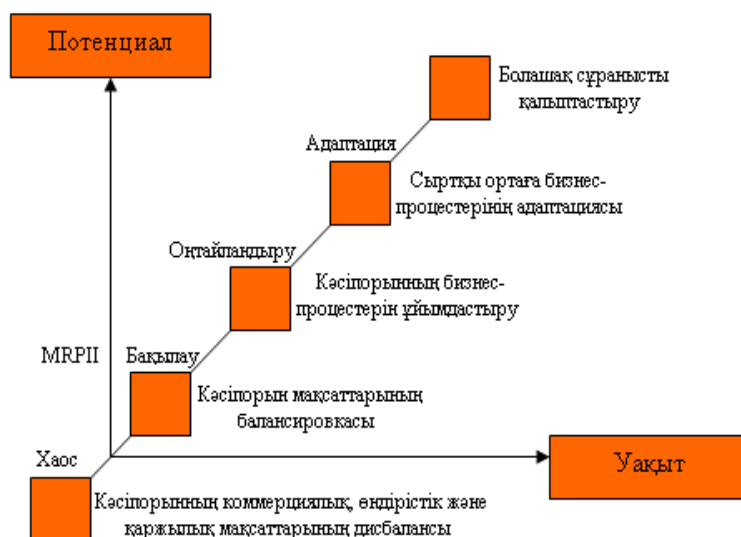 Потенциал
Болашақ сұранысты
қалыптастыру
Адаптация
Сыртқы ортаға бизнес-
процестерінің адаптациясы
Оңтайландыру
Кәсіпорынның бизнес-
процестерін ұйымдастыру
MRPII
Бақылау
Кәсіпорын мақсаттарының
балансировкасы
Хаос
Уақыт
Кәсіпорынның коммерциялық, өндірістік және
қаржылық мақсаттарының дисбалансы